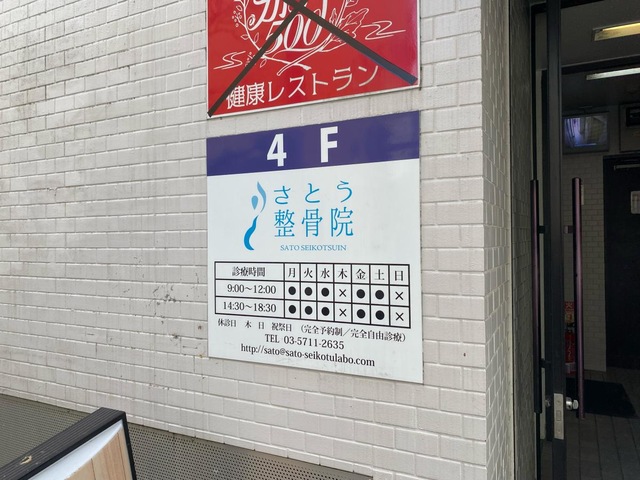 500
健康レストラン
4 F
さとう
整骨院
SATO SEIKOTSUIN
診療時間 月 火 水 木 金 土 日
9:00〜12:00 ● ● ● × ● ● ×
14:30〜18:30 ● ● ● × ● ● ×
休診日 木 日 祝祭日 (完全予約制/完全自由診療)
TEL 03-5711-2635
http://sato@sato-seikotulabo.com